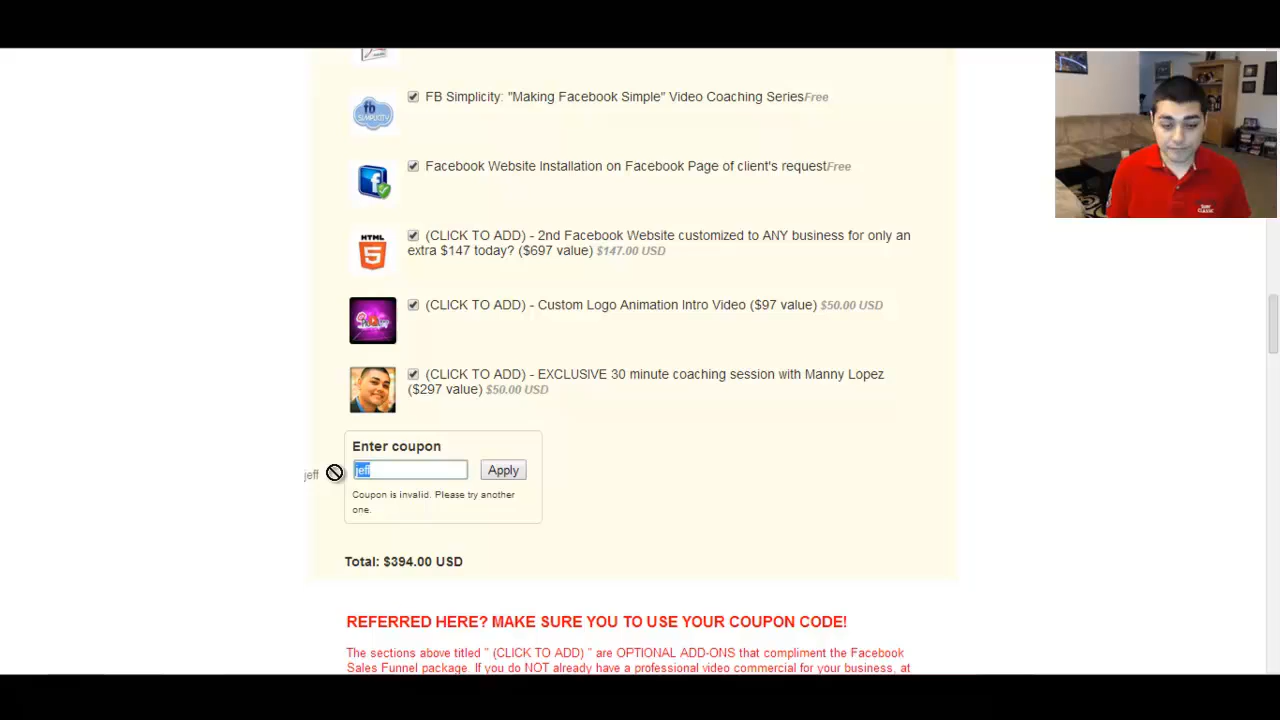 FB Simplicity: "Making Facebook Simple" Video Coaching SeriesFree
fb
SIMPLICITY
Facebook Website Installation on Facebook Page of client's requestFree
HTML
5
(CLICK TO ADD) - 2nd Facebook Website customized to ANY business for only an
extra $147 today? ($697 value) $147.00 USD
(CLICK TO ADD) - Custom Logo Animation Intro Video ($97 value) $50.00 USD
(CLICK TO ADD) - EXCLUSIVE 30 minute coaching session with Manny Lopez
($297 value) $50.00 USD
Enter coupon
jeff
jeff
Apply
Coupon is invalid. Please try another
one.
Total: $394.00 USD
REFERRED HERE? MAKE SURE YOU TO USE YOUR COUPON CODE!
The sections above titled " (CLICK TO ADD) " are OPTIONAL ADD-ONS that compliment the Facebook
Sales Funnel package. If you do NOT already have a professional video commercial for your business, at